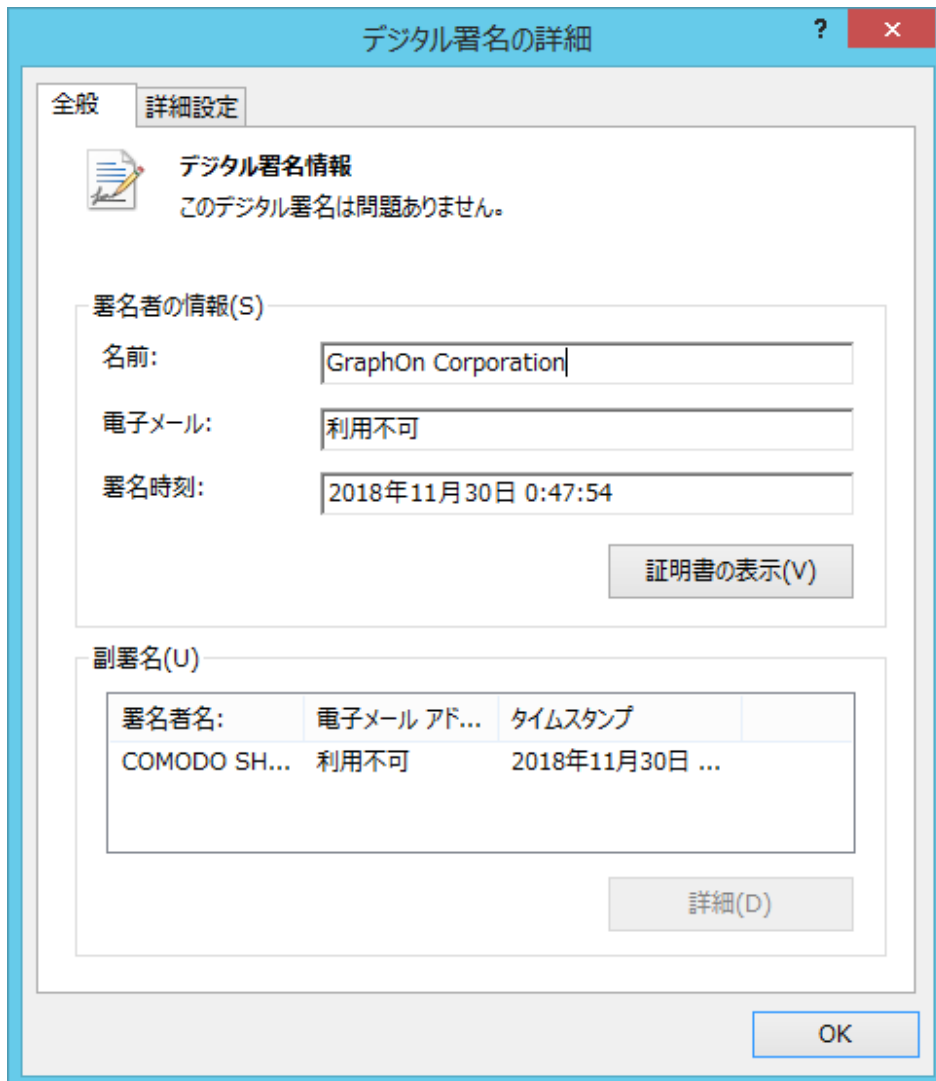 デジタル署名の詳細
? ×
全般 詳細設定
デジタル署名情報
このデジタル署名は問題ありません。
署名者の情報(S)
名前: GraphOn Corporation
電子メール: 利用不可
署名時刻: 2018年11月30日 0:47:54
証明書の表示(V)
副署名(U)
署名者名: 電子メール アド... タイムスタンプ
COMODO SH... 利用不可 2018年11月30日 ...
詳細(D)
OK